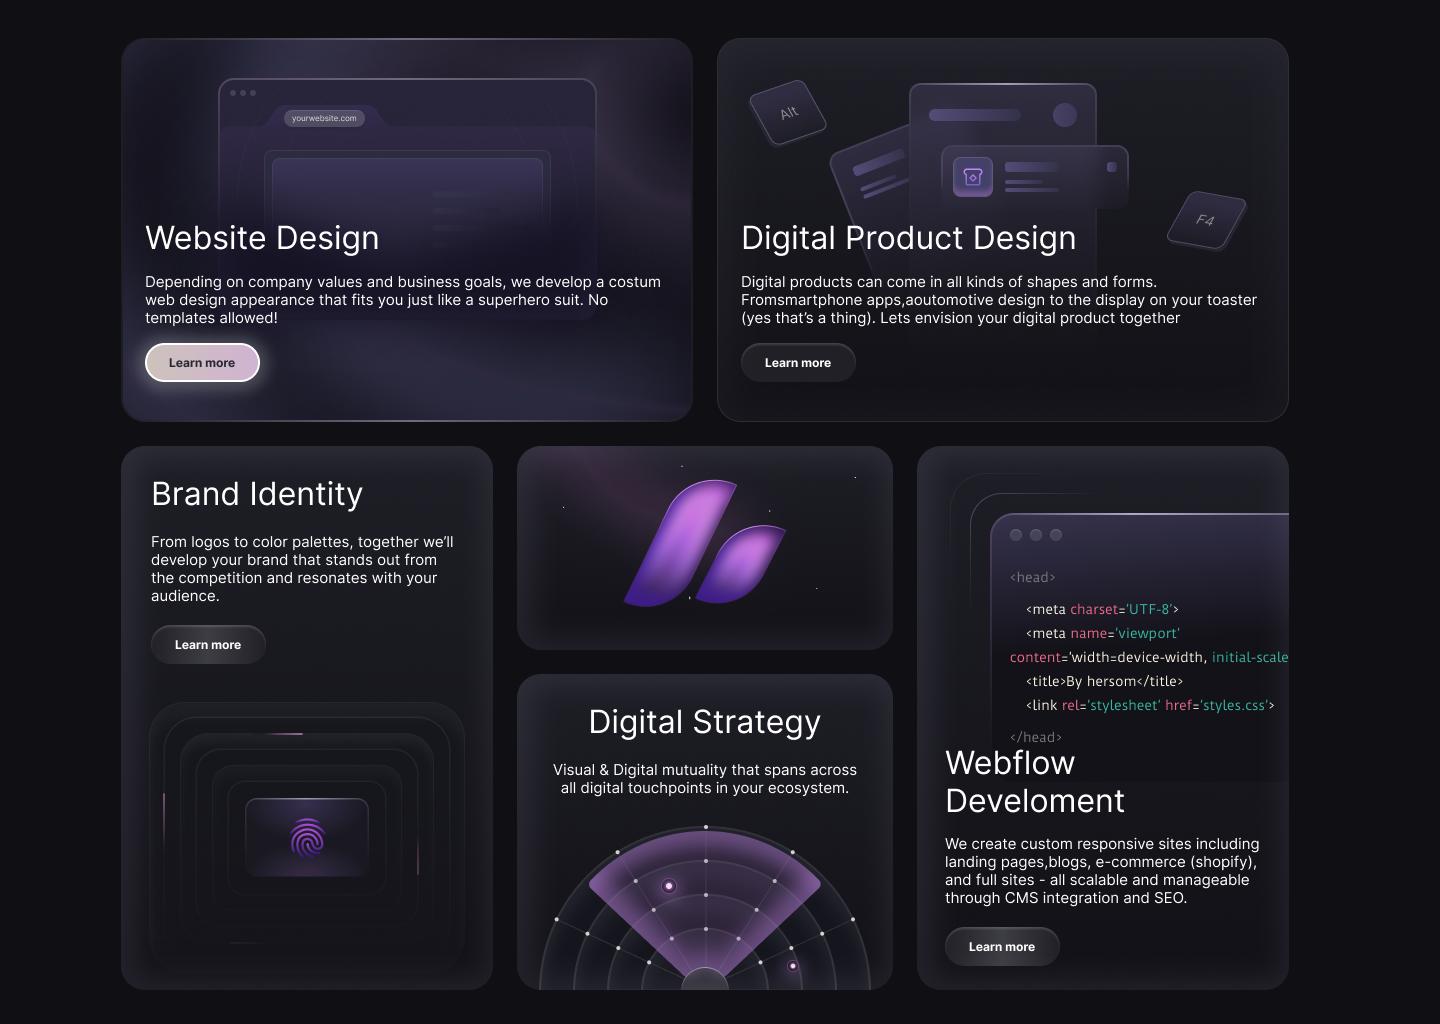 yourwebsite.com
Website Design
Depending on company values and business goals, we develop a costum
web design appearance that fits you just like a superhero suit. No
templates allowed!
Learn more
Alt
F4
Digital Product Design
Digital products can come in all kinds of shapes and forms.
Fromsmartphone apps,aoutomotive design to the display on your toaster
(yes that’s a thing). Lets envision your digital product together
Learn more
Brand Identity
From logos to color palettes, together we’ll
develop your brand that stands out from
the competition and resonates with your
audience.
Learn more
Digital Strategy
Visual & Digital mutuality that spans across
all digital touchpoints in your ecosystem.
<head>
<meta charset=‘UTF-8’>
<meta name=‘viewport’
content=‘width=device-width, initial-scale
<title>By hersom</title>
<link rel=‘stylesheet’ href=‘styles.css’>
</head>
Webflow
Develoment
We create custom responsive sites including
landing pages,blogs, e-commerce (shopify),
and full sites - all scalable and manageable
through CMS integration and SEO.
Learn more